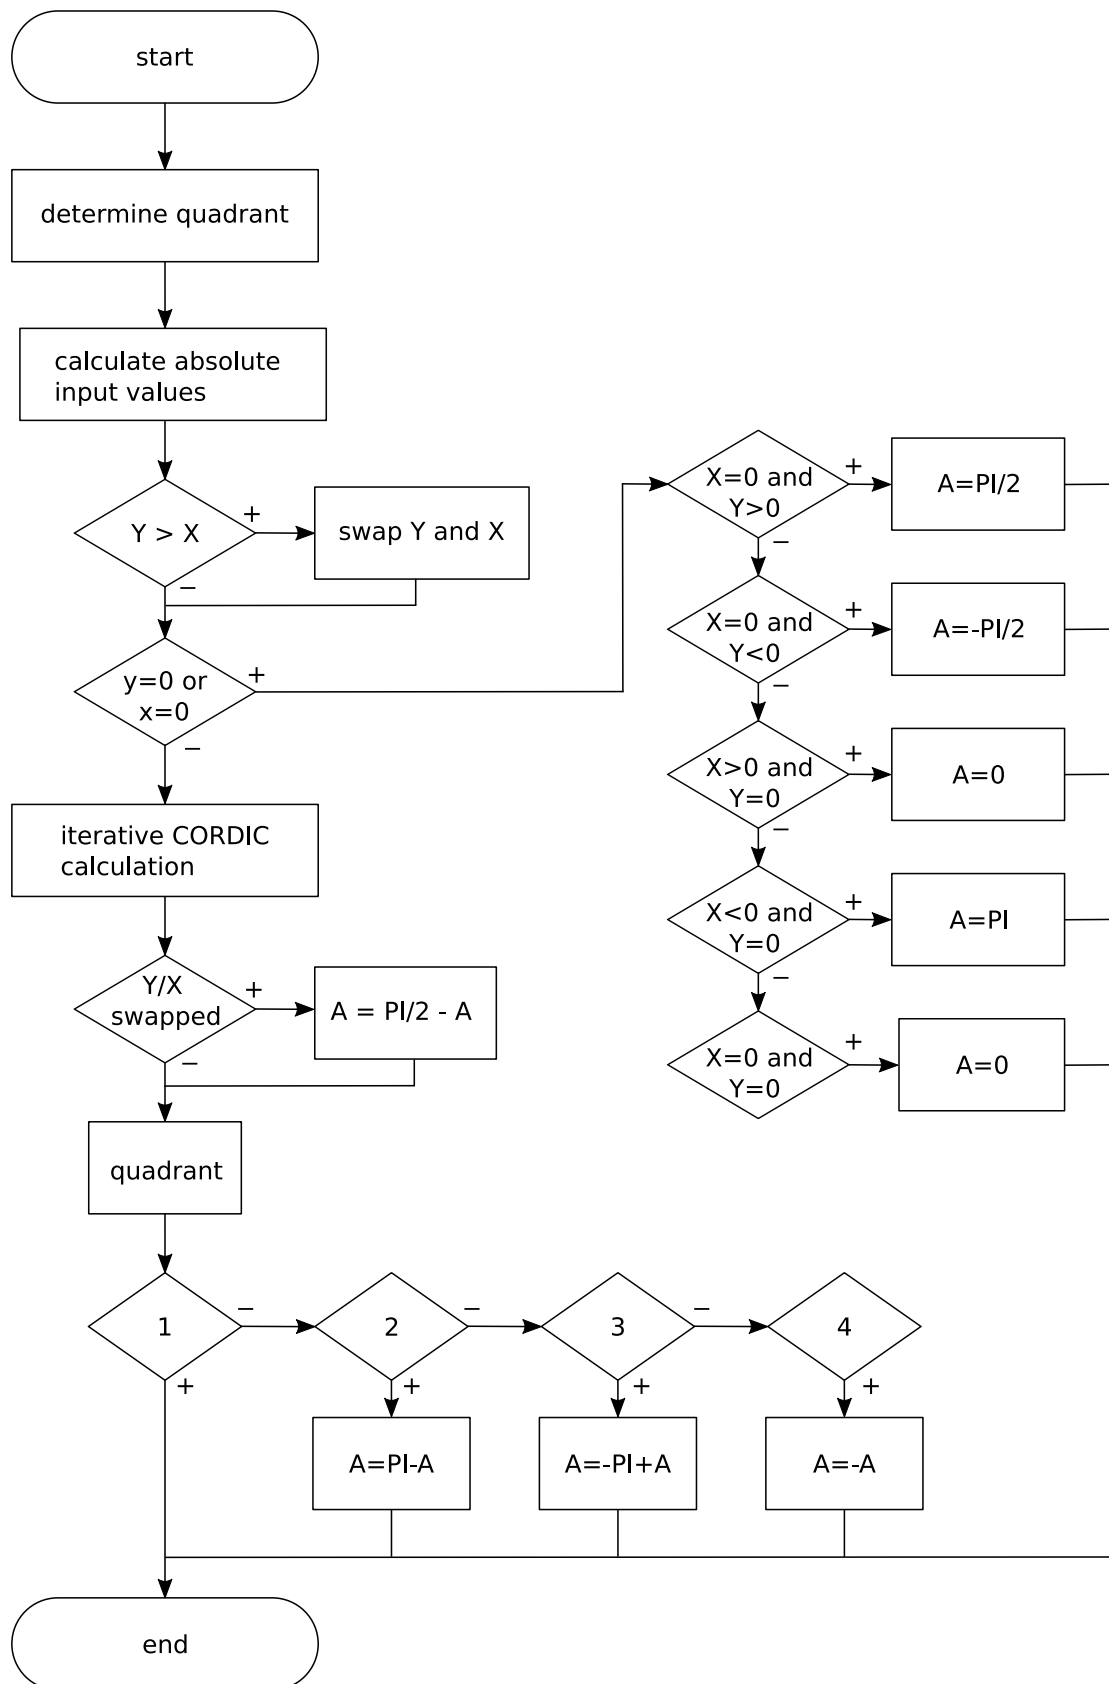 start
determine quadrant
calculate absolute
input values
Y > X
+
swap Y and X
−
y=0 or
x=0
+
−
iterative CORDIC
calculation
Y/X
swapped
+
A = PI/2 - A
−
quadrant
X=0 and
Y>0
+
A=PI/2
−
X=0 and
Y<0
+
A=-PI/2
−
X>0 and
Y=0
+
A=0
−
X<0 and
Y=0
+
A=PI
−
X=0 and
Y=0
+
A=0
1
−
2
−
3
−
4
+
+
+
+
A=PI-A
A=-PI+A
A=-A
end